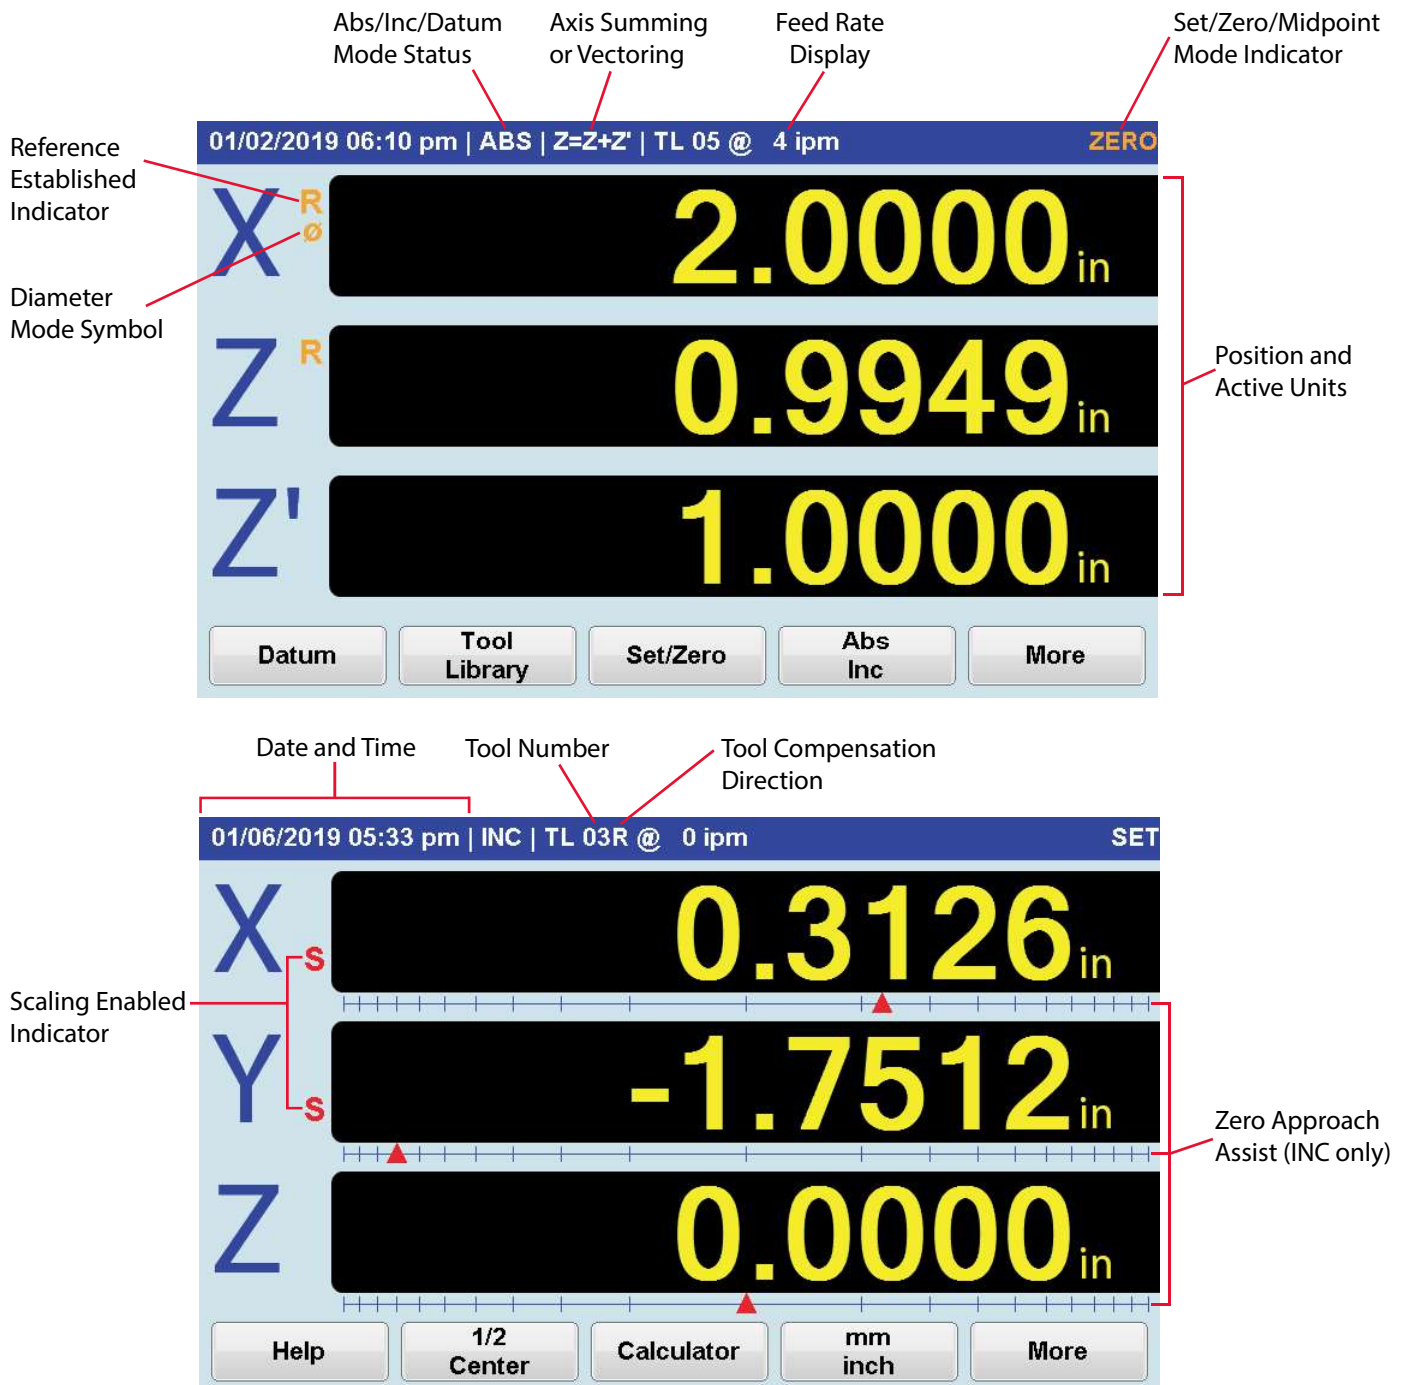 Abs/Inc/Datum
Mode Status
Axis Summing
or Vectoring
Feed Rate
Display
Set/Zero/Midpoint
Mode Indicator
01/02/2019 06:10 pm | ABS | Z=Z+Z' | TL 05 @ 4 ipm ZERO
Reference
Established
Indicator
Diameter
Mode Symbol
X R Ø 2.0000 in
Z R 0.9949 in
Z' 1.0000 in
Position and
Active Units
Datum
Tool
Library
Set/Zero
Abs
Inc
More
Date and Time
Tool Number
Tool Compensation
Direction
01/06/2019 05:33 pm | INC | TL 03R @ 0 ipm SET
X S 0.3126 in
Scaling Enabled
Indicator
Y S -1.7512 in
Z 0.0000 in
Zero Approach
Assist (INC only)
Help
1/2
Center
Calculator
mm
inch
More